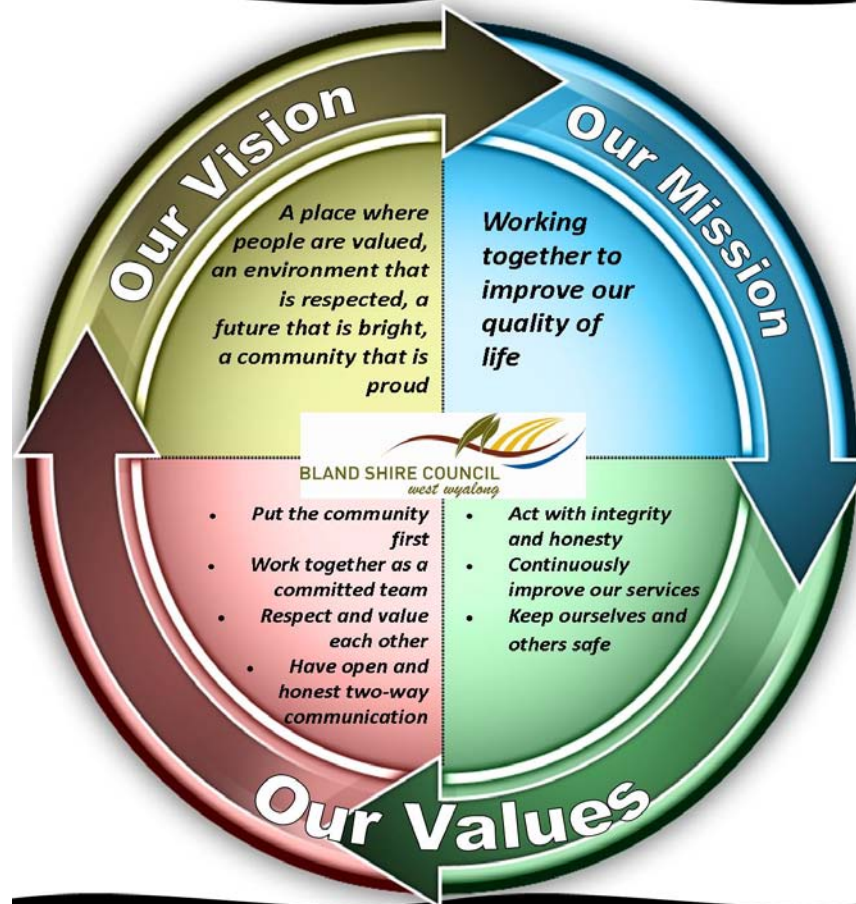 Our Vision
A place where
people are valued,
an environment that
is respected, a
future that is bright,
a community that is
proud
Our Mission
Working
together to
improve our
quality of
life
BLAND SHIRE COUNCIL
west wyalong
• Put the community
first
• Work together as a
committed team
• Respect and value
each other
• Have open and
honest two-way
communication
• Act with integrity
and honesty
• Continuously
improve our services
• Keep ourselves and
others safe
Our Values